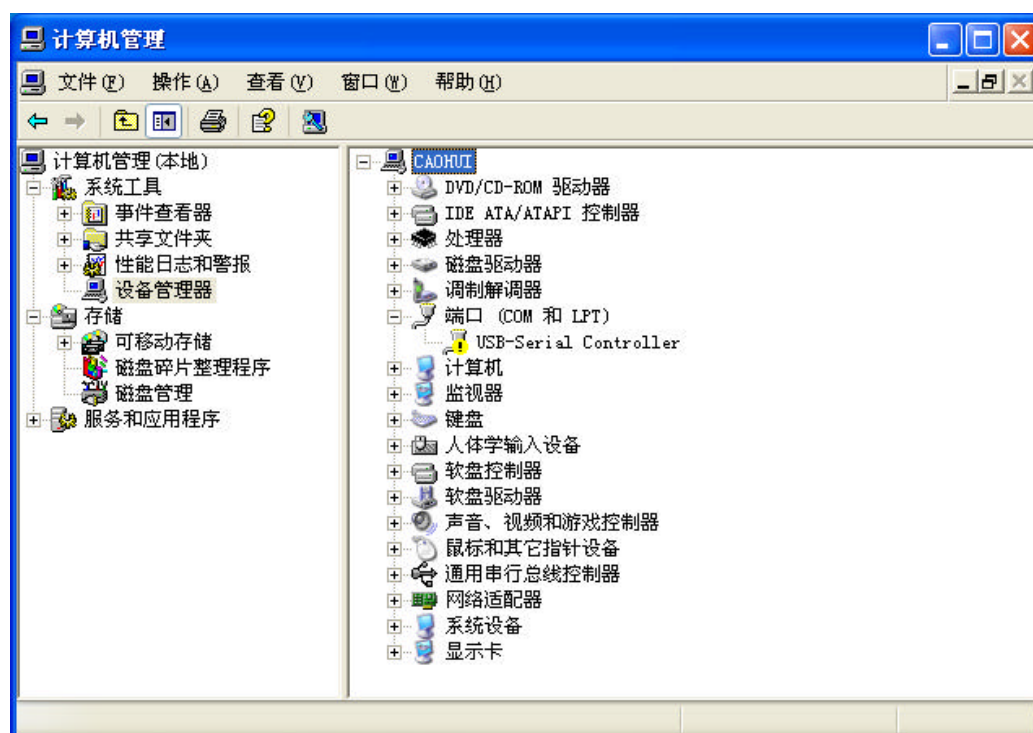 计算机管理
文件(F) 操作(A) 查看(V) 窗口(W) 帮助(H)
计算机管理(本地)
系统工具
事件查看器
共享文件夹
性能日志和警报
设备管理器
存储
可移动存储
磁盘碎片整理程序
磁盘管理
服务和应用程序
CAOHUI
DVD/CD-ROM 驱动器
IDE ATA/ATAPI 控制器
处理器
磁盘驱动器
调制解调器
端口 (COM 和 LPT)
USB-Serial Controller
计算机
监视器
键盘
人体学输入设备
软盘控制器
软盘驱动器
声音、视频和游戏控制器
鼠标和其它指针设备
通用串行总线控制器
网络适配器
系统设备
显示卡